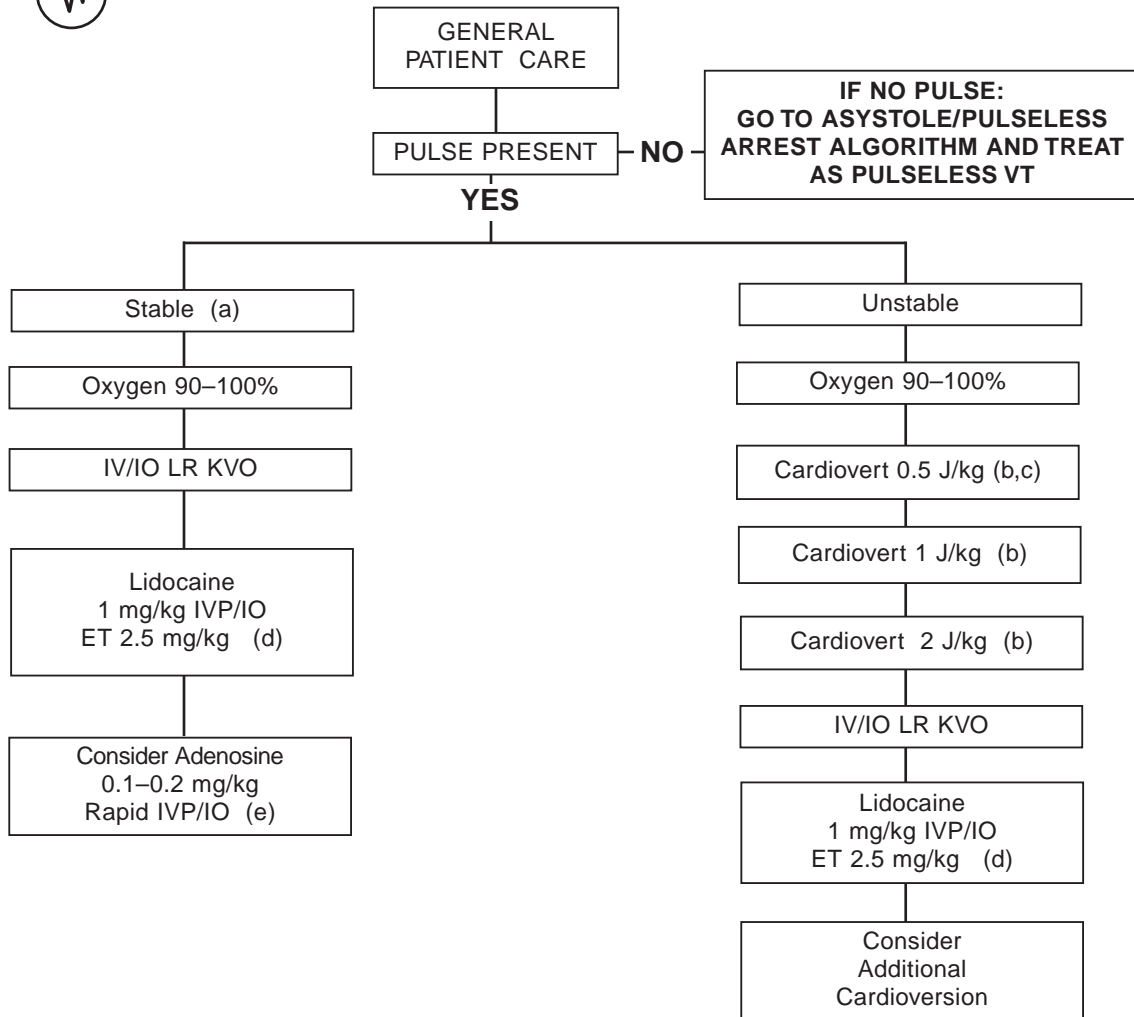 GENERAL
PATIENT CARE
PULSE PRESENT
NO
IF NO PULSE:
GO TO ASYSTOLE/PULSELESS
ARREST ALGORITHM AND TREAT
AS PULSELESS VT
YES
Stable (a)
Oxygen 90–100%
IV/IO LR KVO
Lidocaine
1 mg/kg IVP/IO
ET 2.5 mg/kg (d)
Consider Adenosine
0.1–0.2 mg/kg
Rapid IVP/IO (e)
Unstable
Oxygen 90–100%
Cardiovert 0.5 J/kg (b,c)
Cardiovert 1 J/kg (b)
Cardiovert 2 J/kg (b)
IV/IO LR KVO
Lidocaine
1 mg/kg IVP/IO
ET 2.5 mg/kg (d)
Consider
Additional
Cardioversion